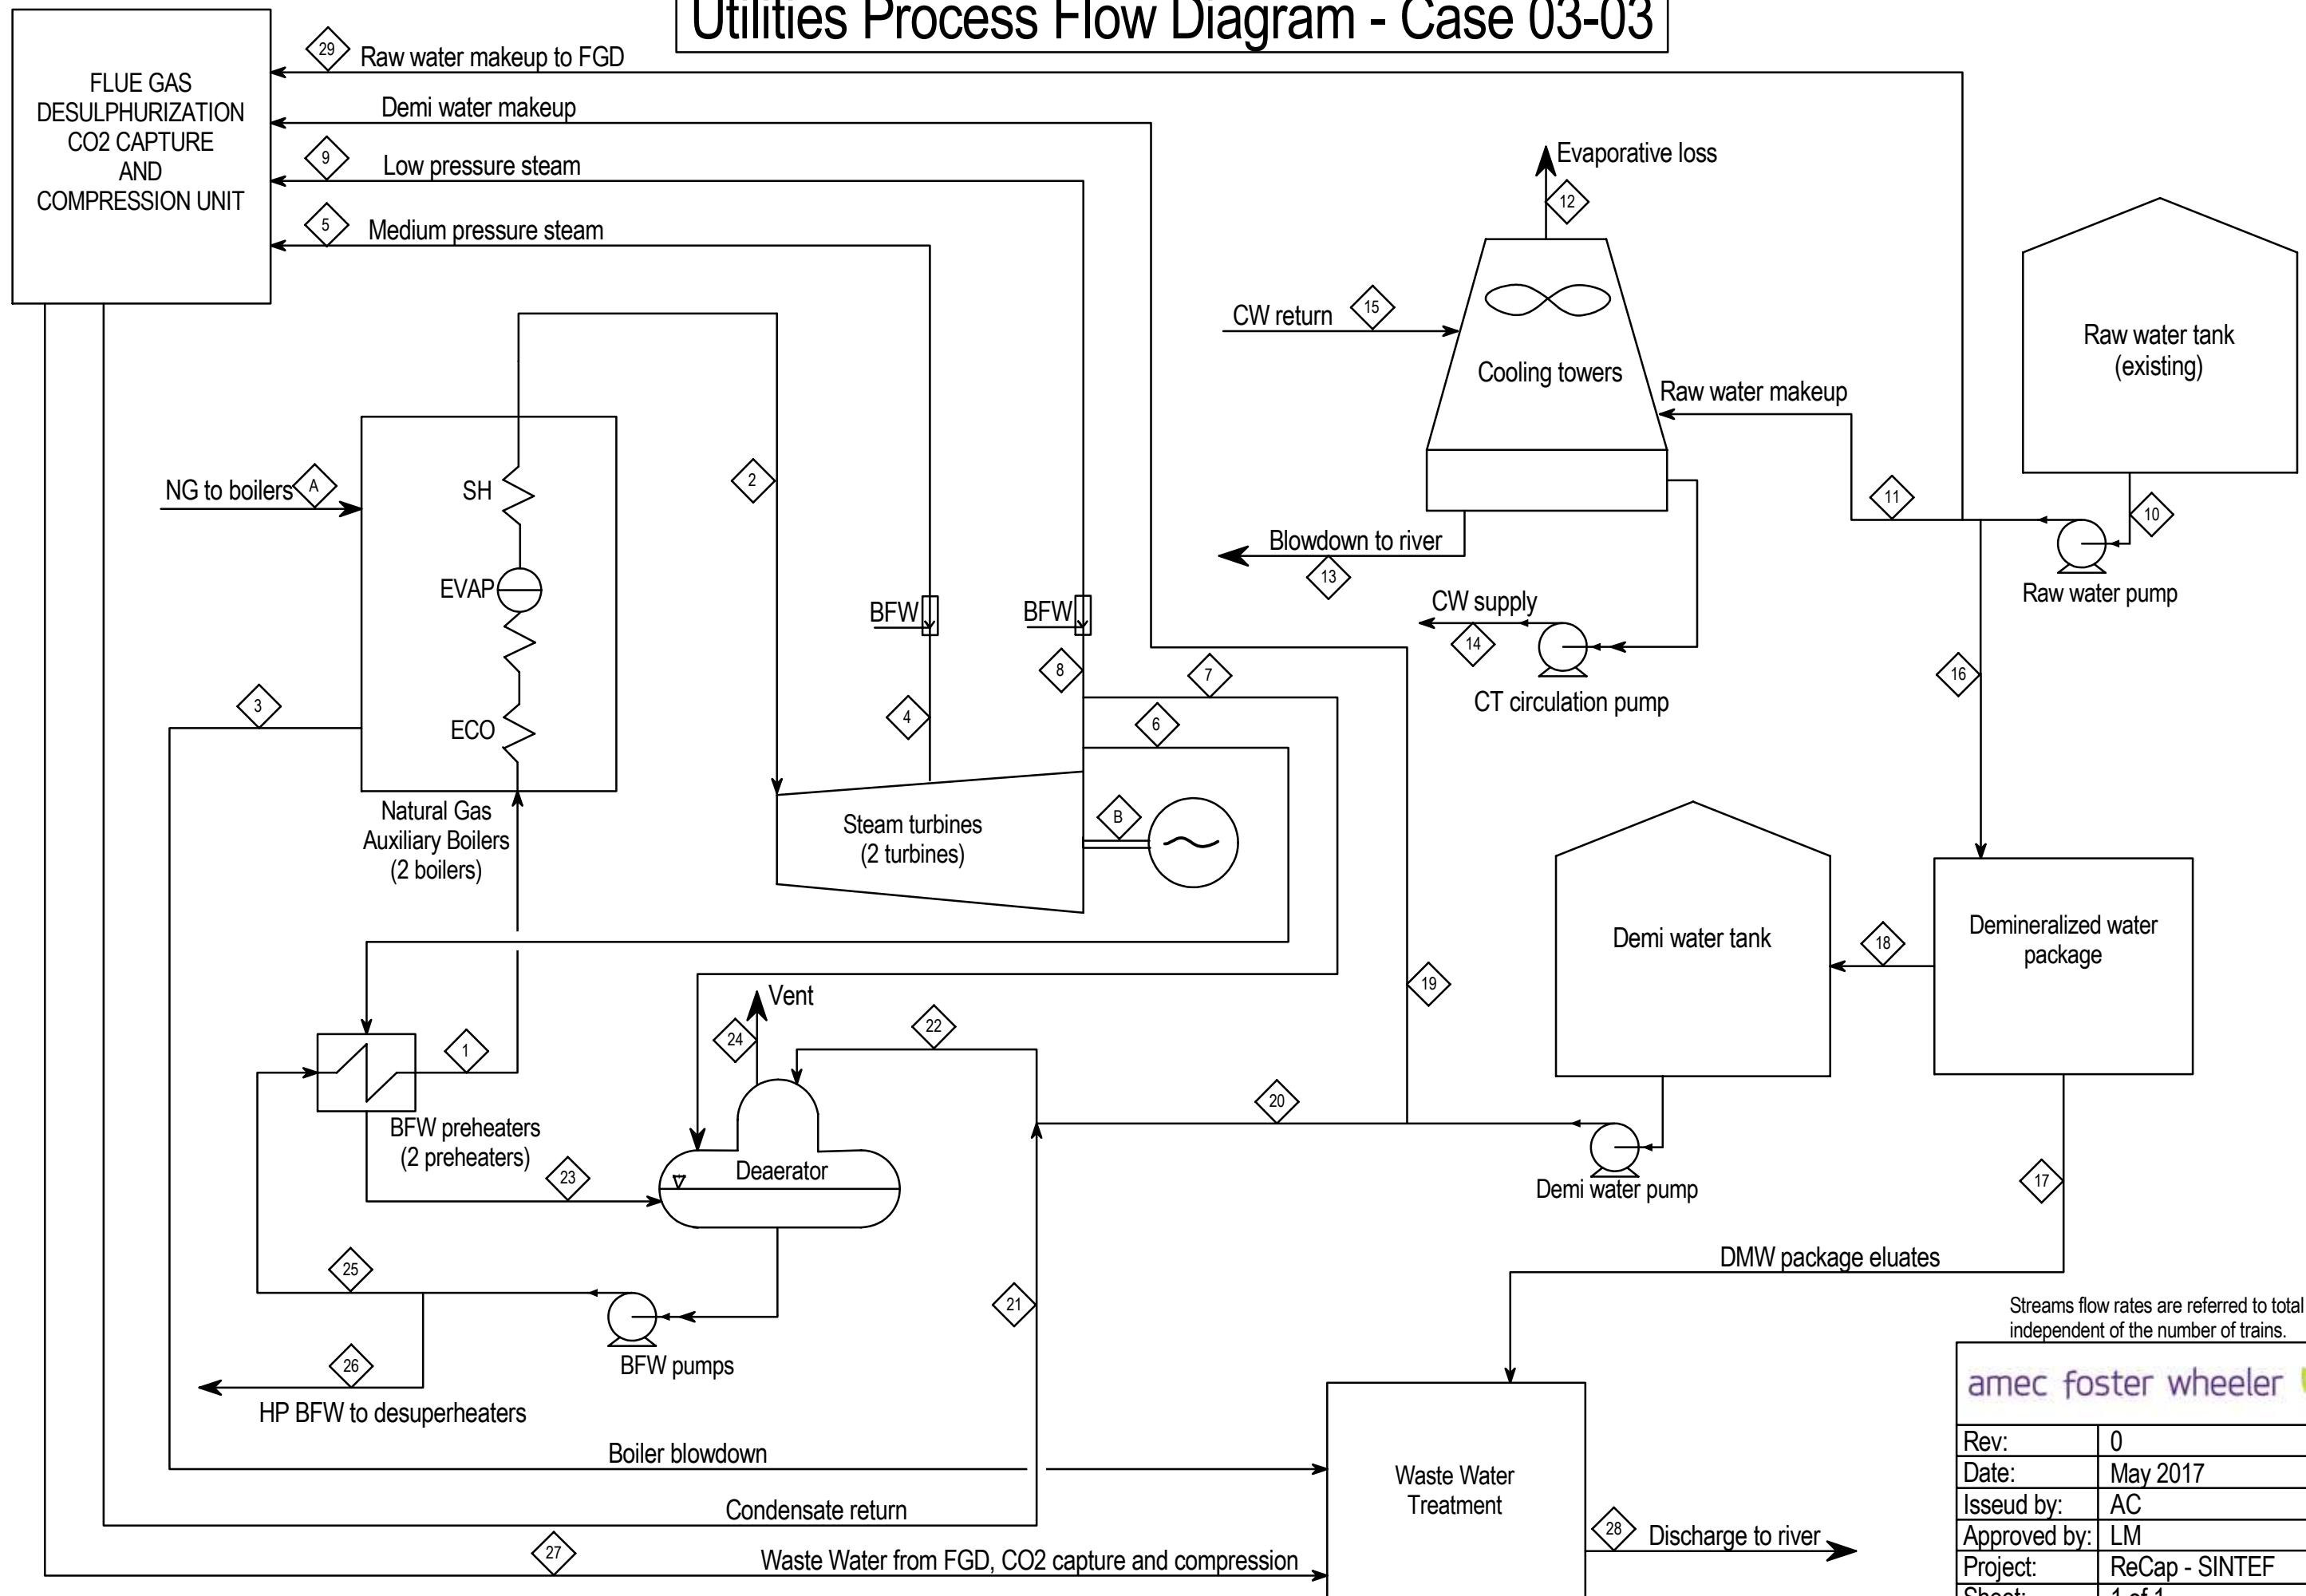 Utilities Process Flow Diagram - Case 03-03
FLUE GAS
DESULPHURIZATION
CO2 CAPTURE
AND
COMPRESSION UNIT
29
Raw water makeup to FGD
Demi water makeup
9
Low pressure steam
5
Medium pressure steam
Evaporative loss
12
CW return
15
Cooling towers
Raw water makeup
Raw water tank
(existing)
11
10
Raw water pump
Blowdown to river
13
CW supply
14
CT circulation pump
NG to boilers
A
SH
EVAP
ECO
2
3
Natural Gas
Auxiliary Boilers
(2 boilers)
BFW
BFW
4
8
7
6
Steam turbines
(2 turbines)
B
16
Demi water tank
18
Demineralized water
package
19
1
BFW preheaters
(2 preheaters)
23
24
Vent
22
Deaerator
20
Demi water pump
17
DMW package eluates
25
BFW pumps
26
HP BFW to desuperheaters
21
Boiler blowdown
Condensate return
27
Waste Water from FGD, CO2 capture and compression
Waste Water
Treatment
28
Discharge to river
Streams flow rates are referred to total
independent of the number of trains.
amec foster wheeler
Rev: 0
Date: May 2017
Isseud by: AC
Approved by: LM
Project: ReCap - SINTEF
Sheet: 1 of 1